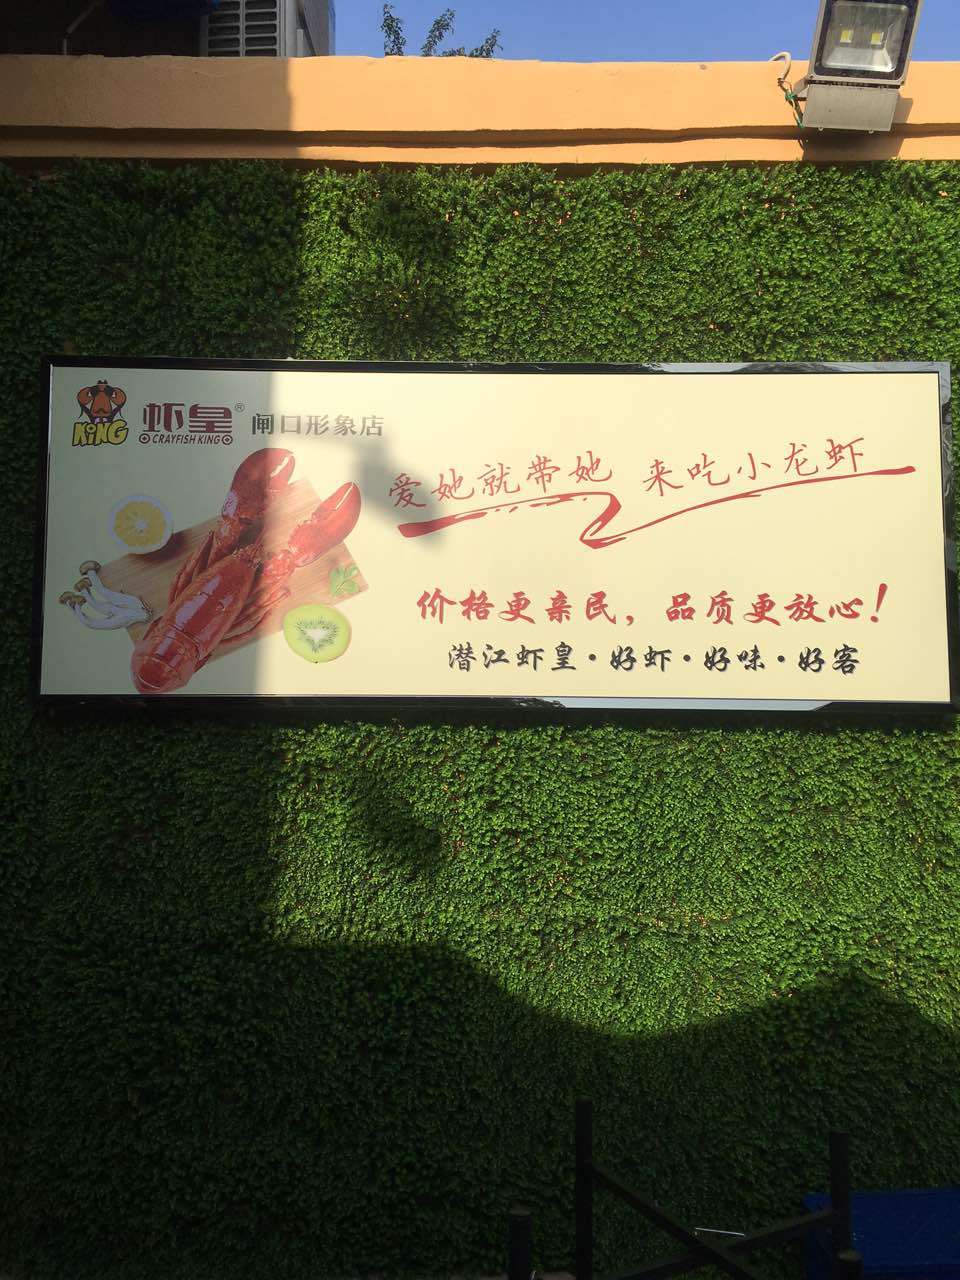 KiNG
虾皇® 闸口形象店
CRAYFISH KING
爱她就带她 来吃小龙虾
价格更亲民，品质更放心！
潜江虾皇·好虾·好味·好客